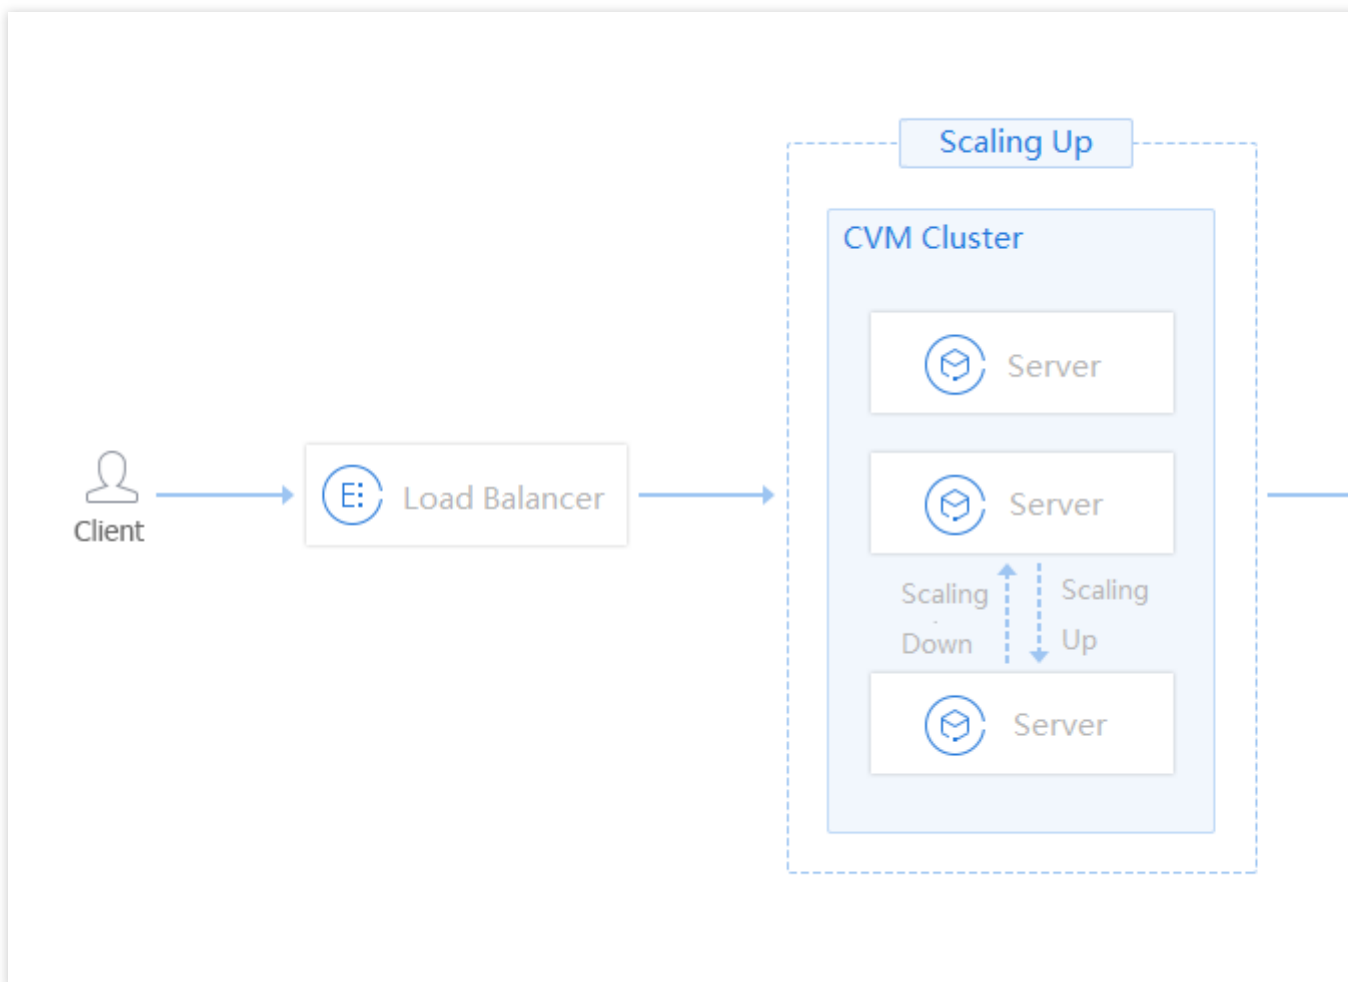 Scaling Up
CVM Cluster
Server
Client
E:
Load Balancer
Server
Scaling
Down
Scaling
Up
Server